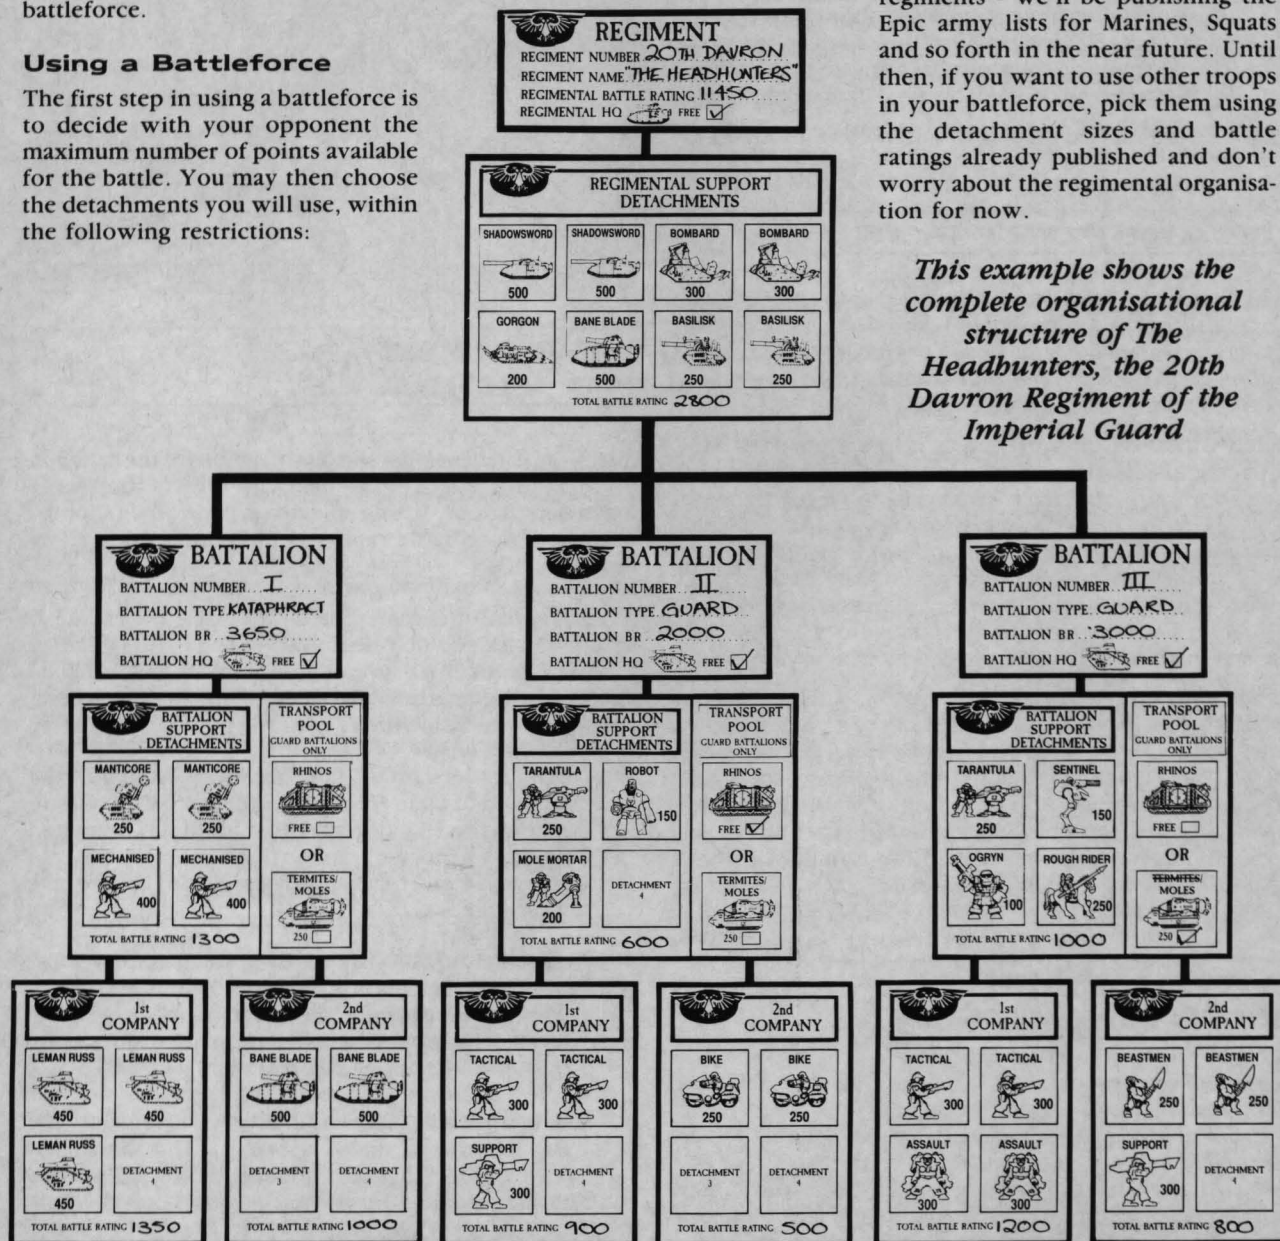 battleforce.
Using a Battleforce
The first step in using a battleforce is
to decide with your opponent the
maximum number of points available
for the battle. You may then choose
the detachments you will use, within
the following restrictions:
REGIMENT
REGIMENT NUMBER 20TH DAVRON
REGIMENT NAME "THE HEADHUNTERS"
REGIMENTAL BATTLE RATING 11450
REGIMENTAL HQ FREE ☑
regiments - we'll be publishing the
Epic army lists for Marines, Squats
and so forth in the near future. Until
then, if you want to use other troops
in your battleforce, pick them using
the detachment sizes and battle
ratings already published and don't
worry about the regimental organisa-
tion for now.
This example shows the
complete organisational
structure of The
Headhunters, the 20th
Davron Regiment of the
Imperial Guard
REGIMENTAL SUPPORT
DETACHMENTS
SHADOWSWORD SHADOWSWORD BOMBARD BOMBARD
500 500 300 300
GORGON BANE BLADE BASILISK BASILISK
200 500 250 250
TOTAL BATTLE RATING 2800
BATTALION
BATTALION NUMBER I
BATTALION TYPE KATAPHRACT
BATTALION BR 3650
BATTALION HQ FREE ☑
BATTALION
SUPPORT
DETACHMENTS
MANTICORE MANTICORE
250 250
MECHANISED MECHANISED
400 400
TOTAL BATTLE RATING 1300
TRANSPORT
POOL
GUARD BATTALIONS
ONLY
RHINOS
FREE ☐
OR
TERMITES/
MOLES
250 ☐
1st
COMPANY
LEMAN RUSS LEMAN RUSS
450 450
LEMAN RUSS
450
DETACHMENT
4
TOTAL BATTLE RATING 1350
2nd
COMPANY
BANE BLADE BANE BLADE
500 500
DETACHMENT DETACHMENT
3 4
TOTAL BATTLE RATING 1000
BATTALION
BATTALION NUMBER II
BATTALION TYPE GUARD
BATTALION BR 2000
BATTALION HQ FREE ☑
BATTALION
SUPPORT
DETACHMENTS
TARANTULA ROBOT
250 150
MOLE MORTAR
200
DETACHMENT
4
TOTAL BATTLE RATING 600
TRANSPORT
POOL
GUARD BATTALIONS
ONLY
RHINOS
FREE ☑
OR
TERMITES/
MOLES
250 ☐
1st
COMPANY
TACTICAL TACTICAL
300 300
SUPPORT
300
DETACHMENT
4
TOTAL BATTLE RATING 900
2nd
COMPANY
BIKE BIKE
250 250
DETACHMENT DETACHMENT
3 4
TOTAL BATTLE RATING 500
BATTALION
BATTALION NUMBER III
BATTALION TYPE GUARD
BATTALION BR 3000
BATTALION HQ FREE ☑
BATTALION
SUPPORT
DETACHMENTS
TARANTULA SENTINEL
250 150
OGRYN ROUGH RIDER
100 250
TOTAL BATTLE RATING 1000
TRANSPORT
POOL
GUARD BATTALIONS
ONLY
RHINOS
FREE ☐
OR
TERMITES/
MOLES
250 ☑
1st
COMPANY
TACTICAL TACTICAL
300 300
ASSAULT ASSAULT
300 300
TOTAL BATTLE RATING 1200
2nd
COMPANY
BEASTMEN BEASTMEN
250 250
SUPPORT
300
DETACHMENT
4
TOTAL BATTLE RATING 800